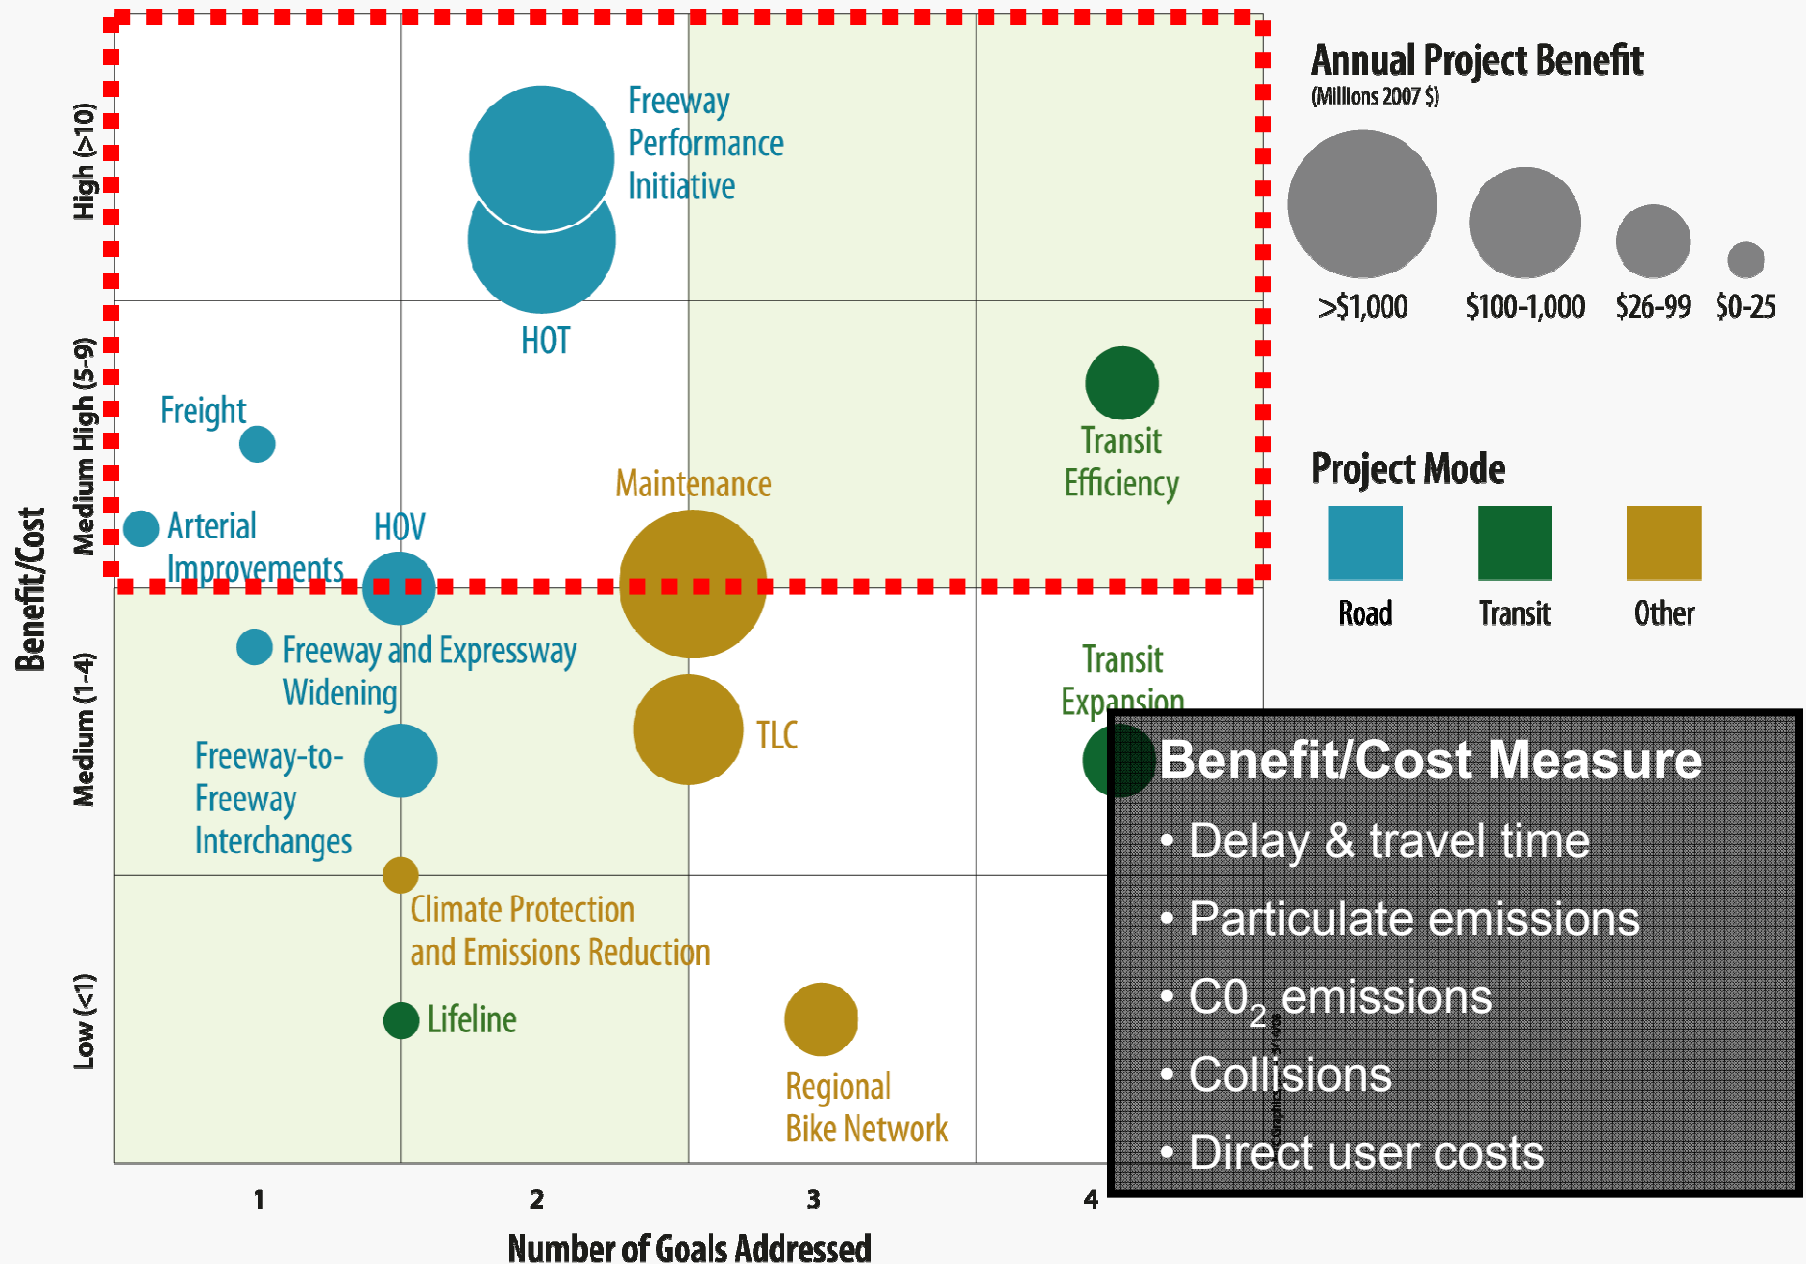 Benefit/Cost
High (>10)
Medium High (5-9)
Medium (1-4)
Low (<1)
Freeway
Performance
Initiative
HOT
Freight
Arterial
Improvements
HOV
Maintenance
Transit
Efficiency
Freeway and Expressway
Widening
Freeway-to-
Freeway
Interchanges
TLC
Transit
Expansion
Climate Protection
and Emissions Reduction
Lifeline
Regional
Bike Network
1
2
3
4
Number of Goals Addressed
Annual Project Benefit
(Millions 2007 $)
>$1,000
$100-1,000
$26-99
$0-25
Project Mode
Road
Transit
Other
Benefit/Cost Measure
• Delay & travel time
• Particulate emissions
• C0₂ emissions
• Collisions
• Direct user costs
Graphics